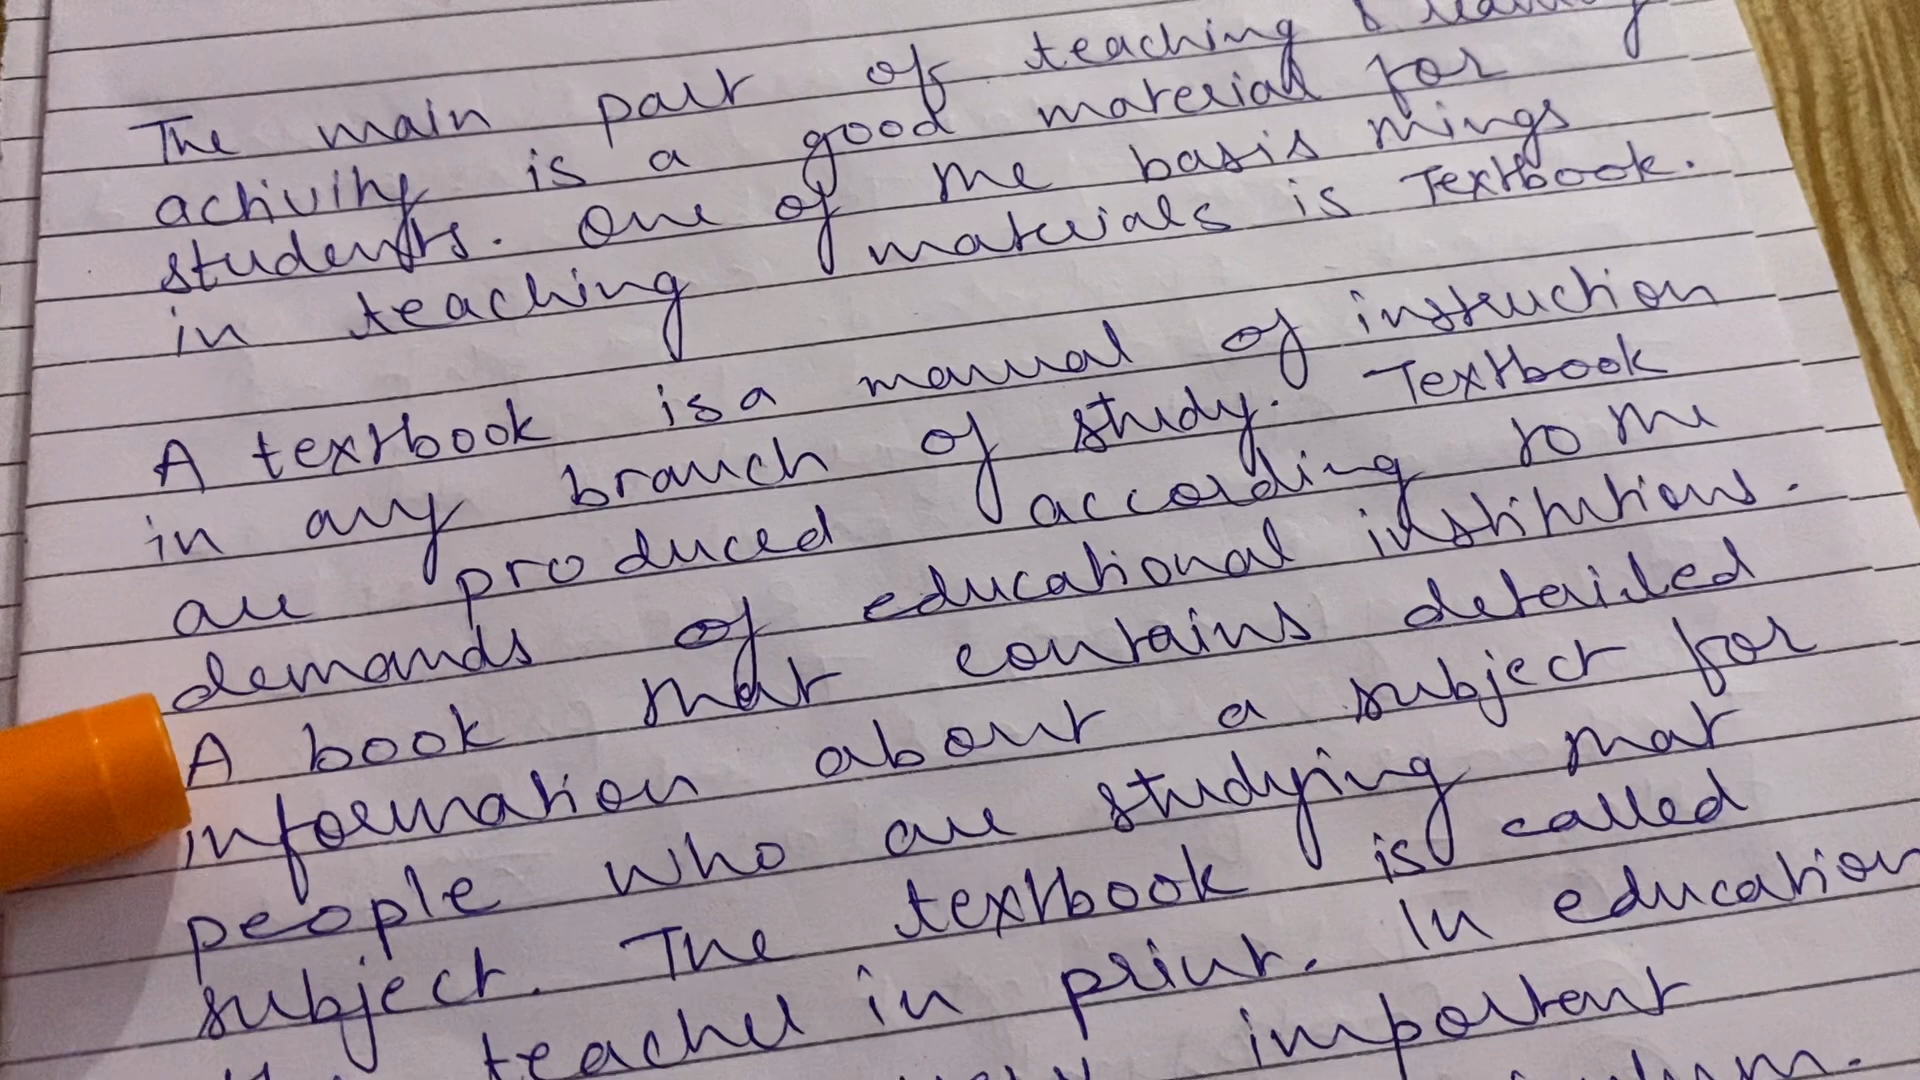 The main part of teaching &
activity is a good material for
students. One of the basis things
in teaching materials is Textbook.
A textbook is a manual of instruction
in any branch of study. Textbook
are produced according to the
demands of educational institutions.
A book that contains detailed
information about a subject for
people who are studying that
subject. The textbook is called
teacher in print. In education
important